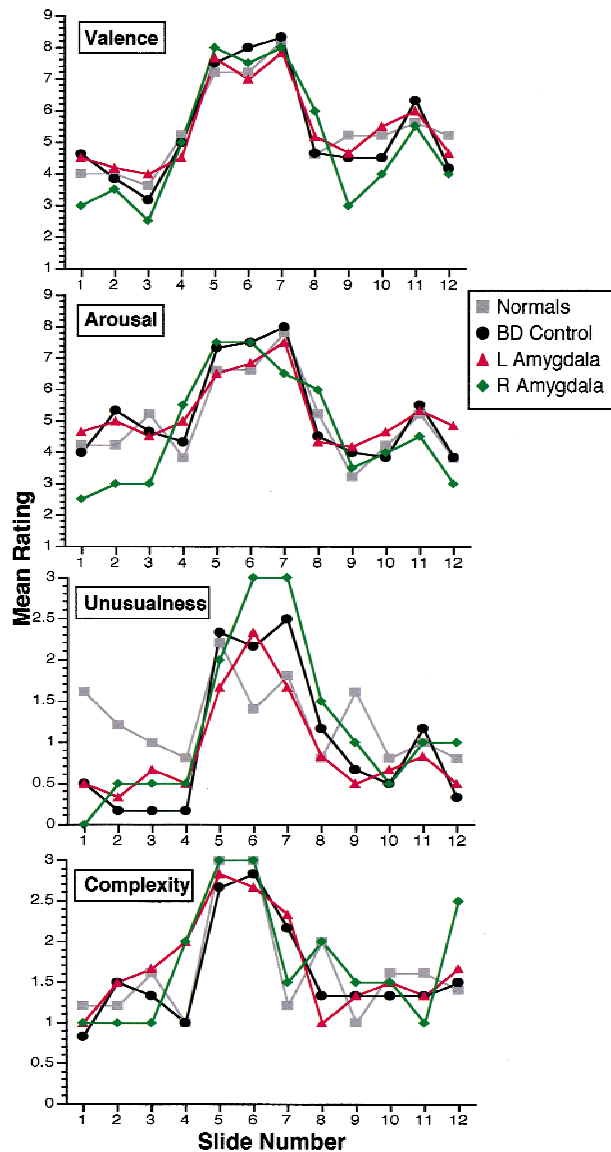 Valence
9
8
7
6
5
4
3
2
1
1 2 3 4 5 6 7 8 9 10 11 12
Arousal
9
8
7
6
5
4
3
2
1
1 2 3 4 5 6 7 8 9 10 11 12
Normals
BD Control
L Amygdala
R Amygdala
Mean Rating
Unusualness
3
2.5
2
1.5
1
0.5
0
1 2 3 4 5 6 7 8 9 10 11 12
Complexity
3
2.5
2
1.5
1
0.5
0
1 2 3 4 5 6 7 8 9 10 11 12
Slide Number